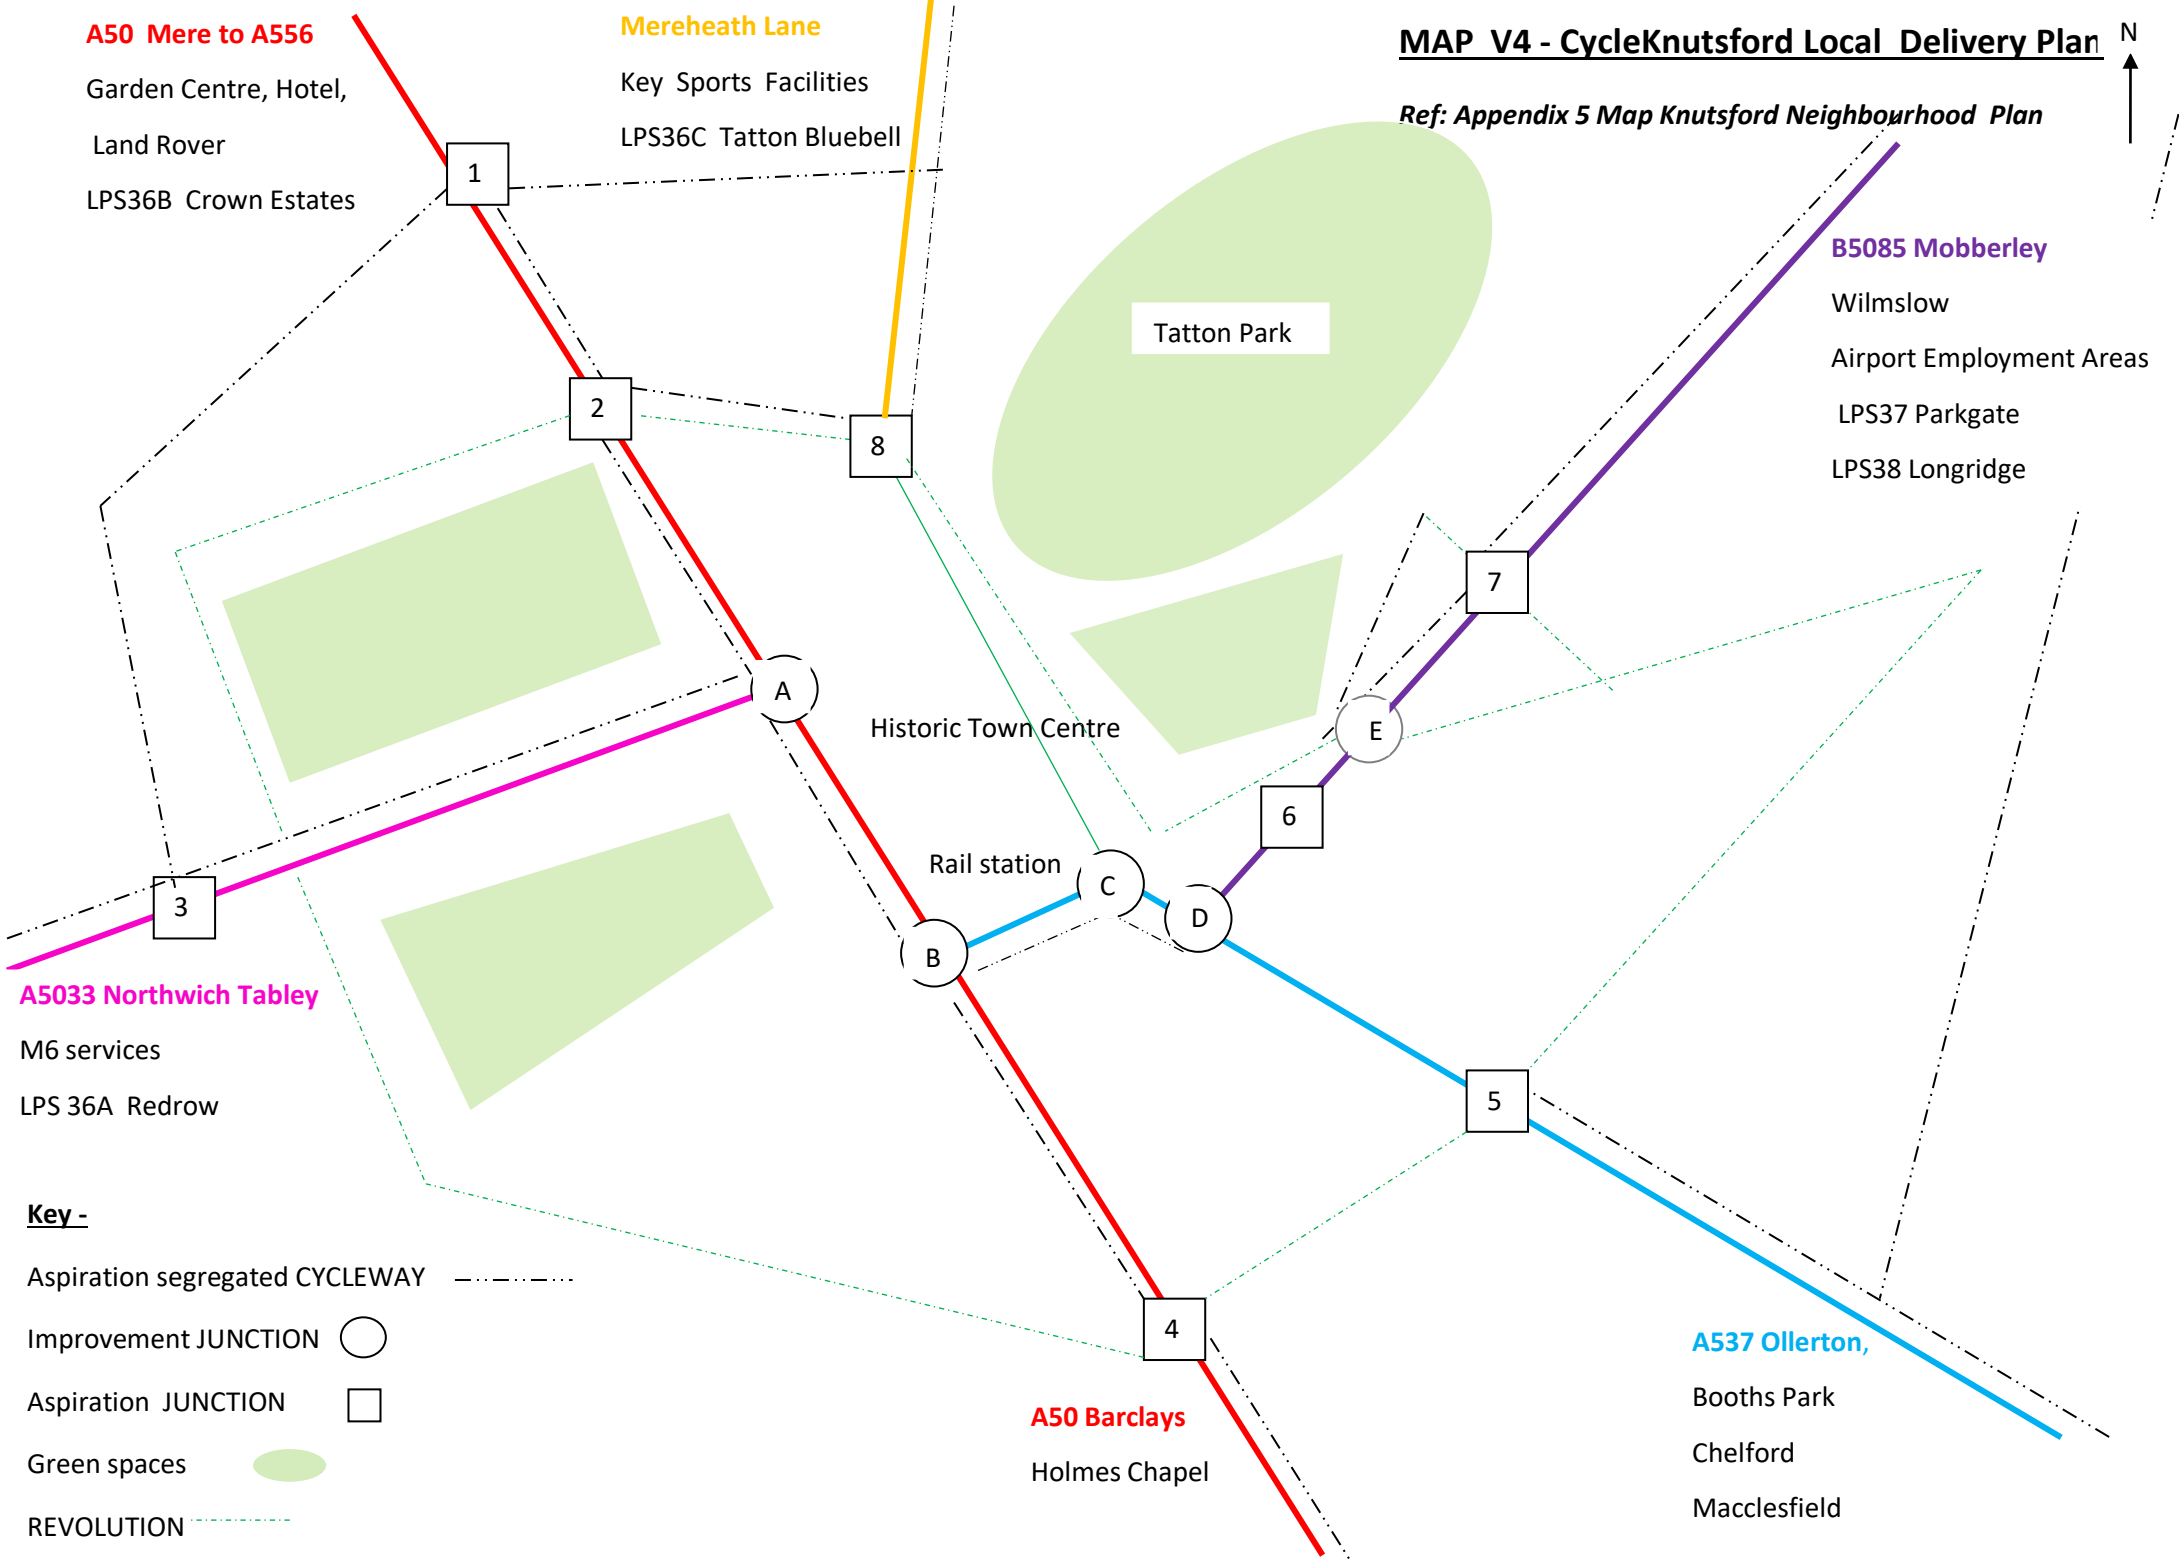 MAP V4 - CycleKnutsford Local Delivery Plan
N
Ref: Appendix 5 Map Knutsford Neighbourhood Plan
A50 Mere to A556
Garden Centre, Hotel,
Land Rover
LPS36B Crown Estates
Mereheath Lane
Key Sports Facilities
LPS36C Tatton Bluebell
1
2
8
Tatton Park
B5085 Mobberley
Wilmslow
Airport Employment Areas
LPS37 Parkgate
LPS38 Longridge
7
A
Historic Town Centre
E
6
Rail station
C
D
3
B
A5033 Northwich Tabley
M6 services
LPS 36A Redrow
5
4
A50 Barclays
Holmes Chapel
A537 Ollerton,
Booths Park
Chelford
Macclesfield
Key -
Aspiration segregated CYCLEWAY
Improvement JUNCTION
Aspiration JUNCTION
Green spaces
REVOLUTION